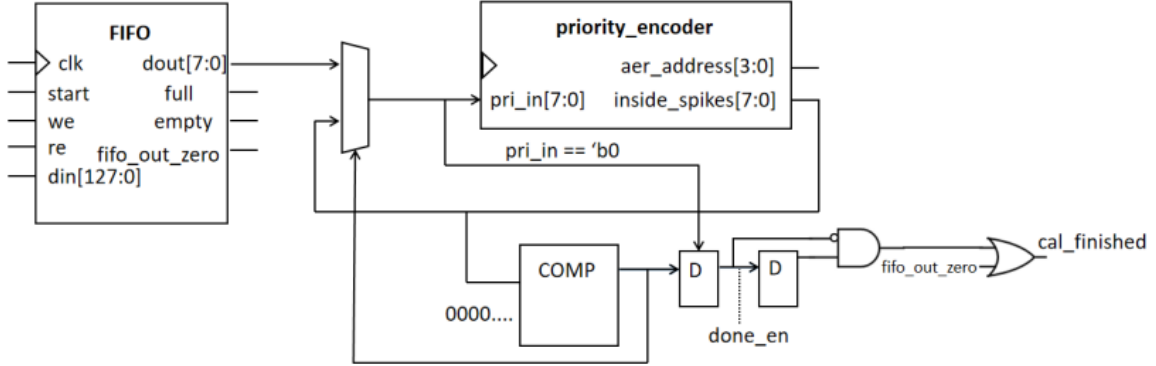 FIFO
clk
dout[7:0]
start
full
we
empty
re
fifo_out_zero
din[127:0]
priority_encoder
aer_address[3:0]
pri_in[7:0]
inside_spikes[7:0]
pri_in == ‘b0
COMP
0000....
D
D
done_en
fifo_out_zero
cal_finished